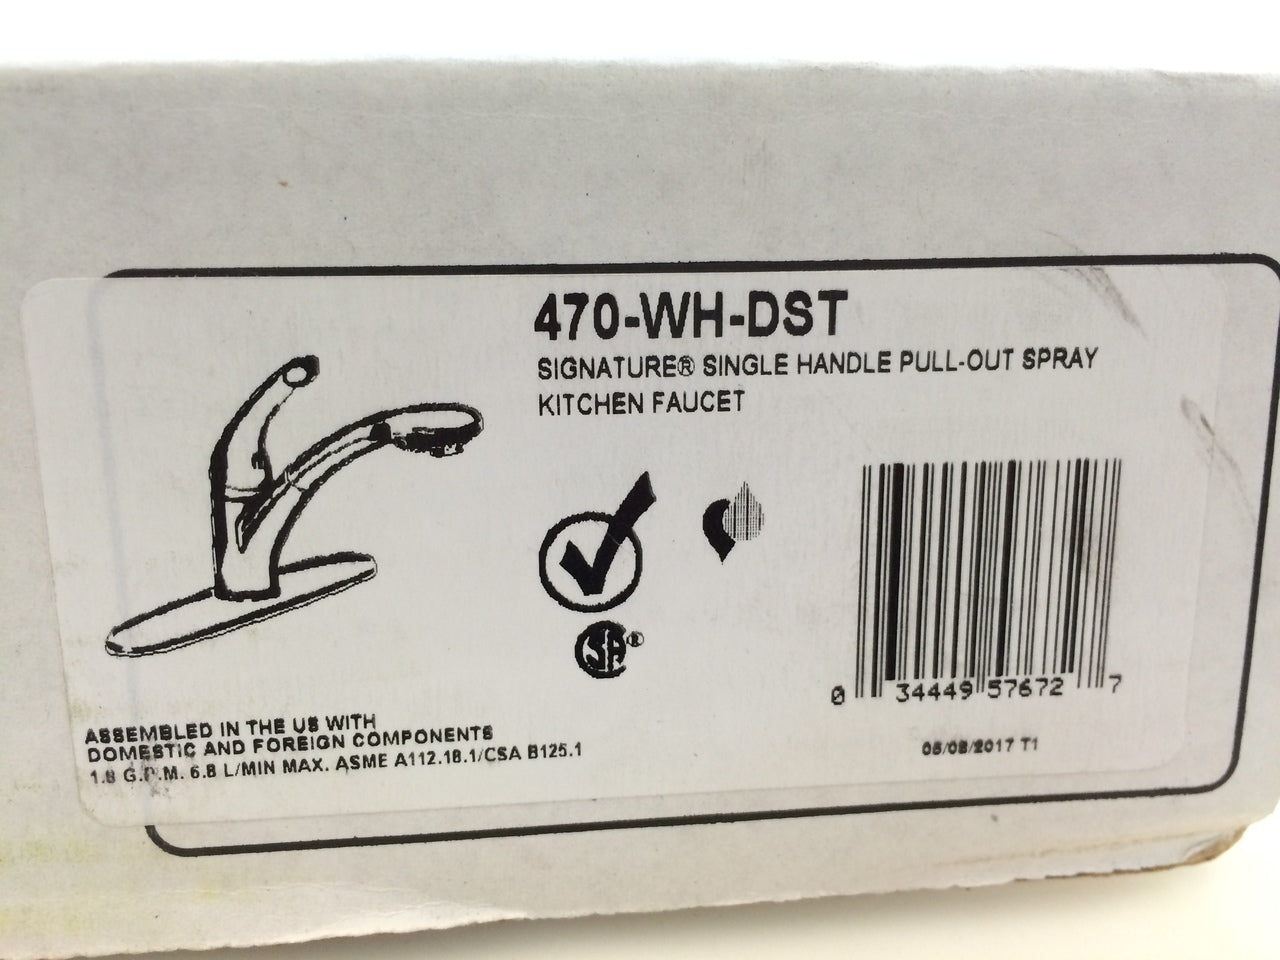 470-WH-DST
SIGNATURE® SINGLE HANDLE PULL-OUT SPRAY
KITCHEN FAUCET
SA®
0 34449 57672 7
ASSEMBLED IN THE US WITH
DOMESTIC AND FOREIGN COMPONENTS
1.8 G.P.M. 6.8 L/MIN MAX. ASME A112.18.1/CSA B125.1
2017 T1